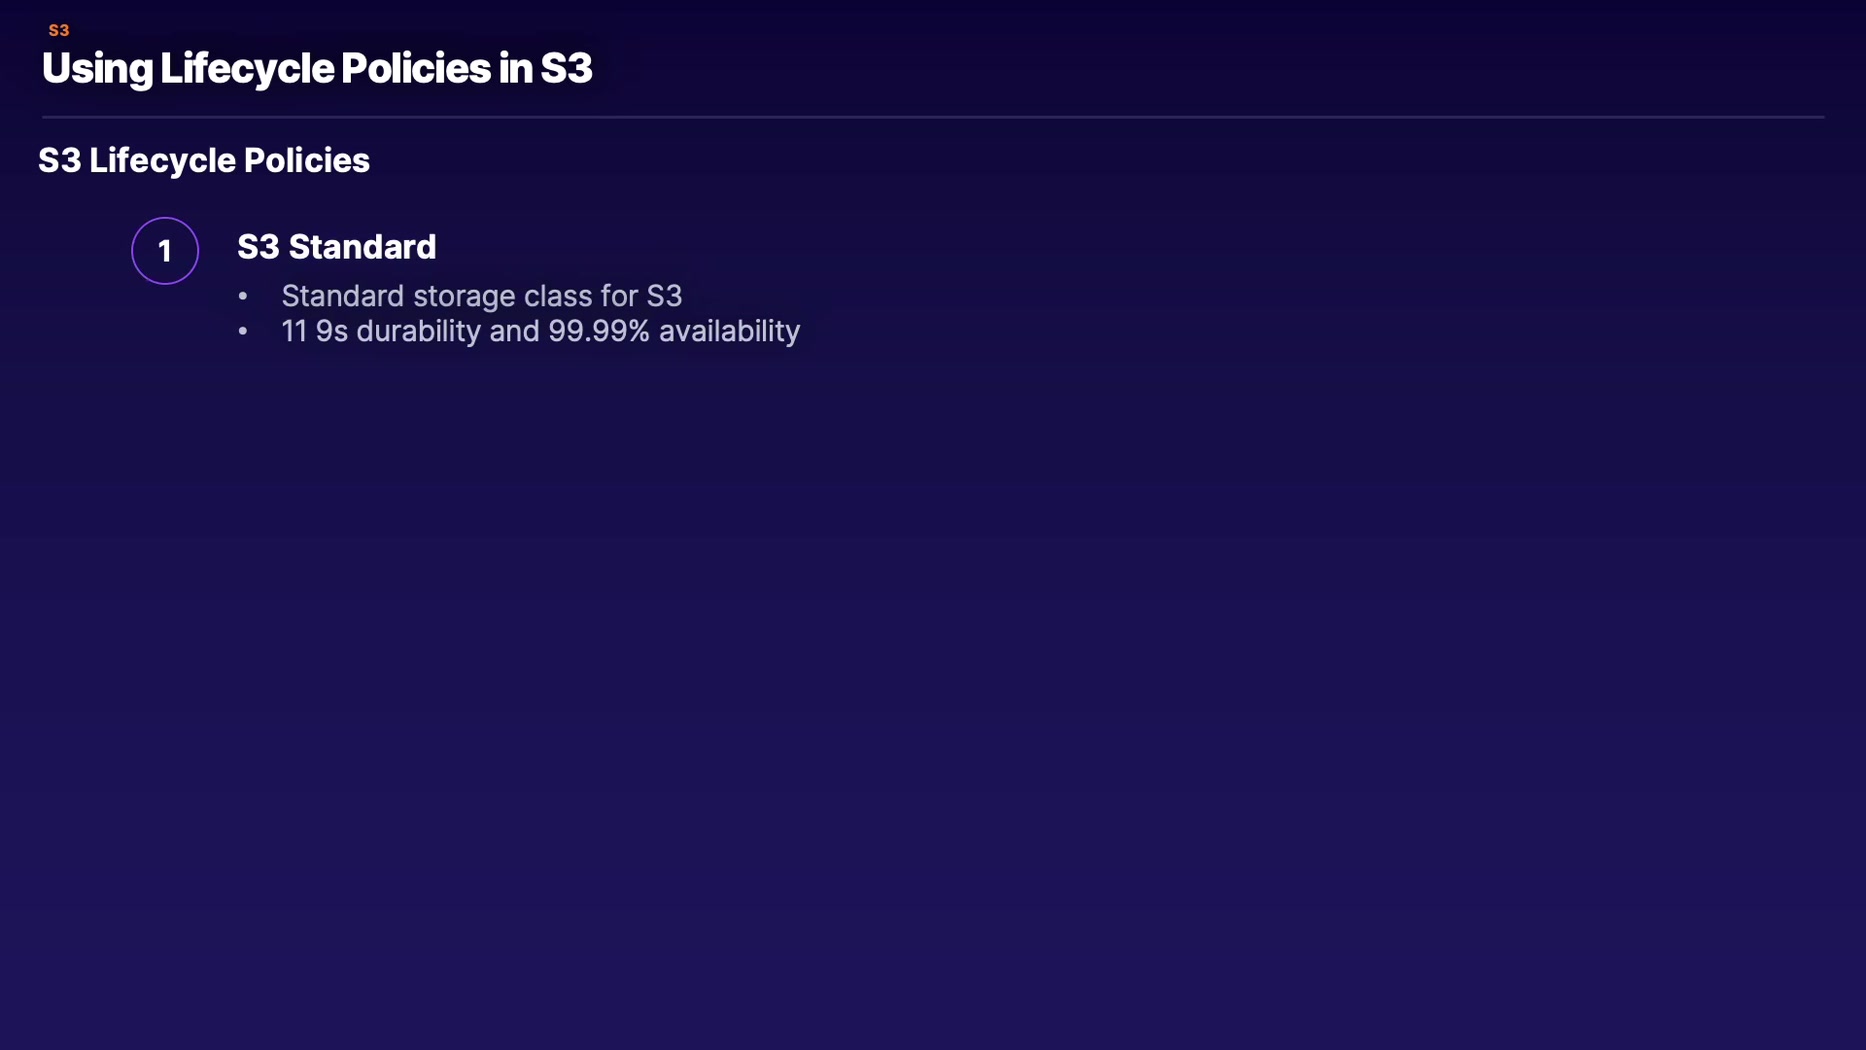 S3
Using Lifecycle Policies in S3
S3 Lifecycle Policies
1
S3 Standard
• Standard storage class for S3
• 11 9s durability and 99.99% availability